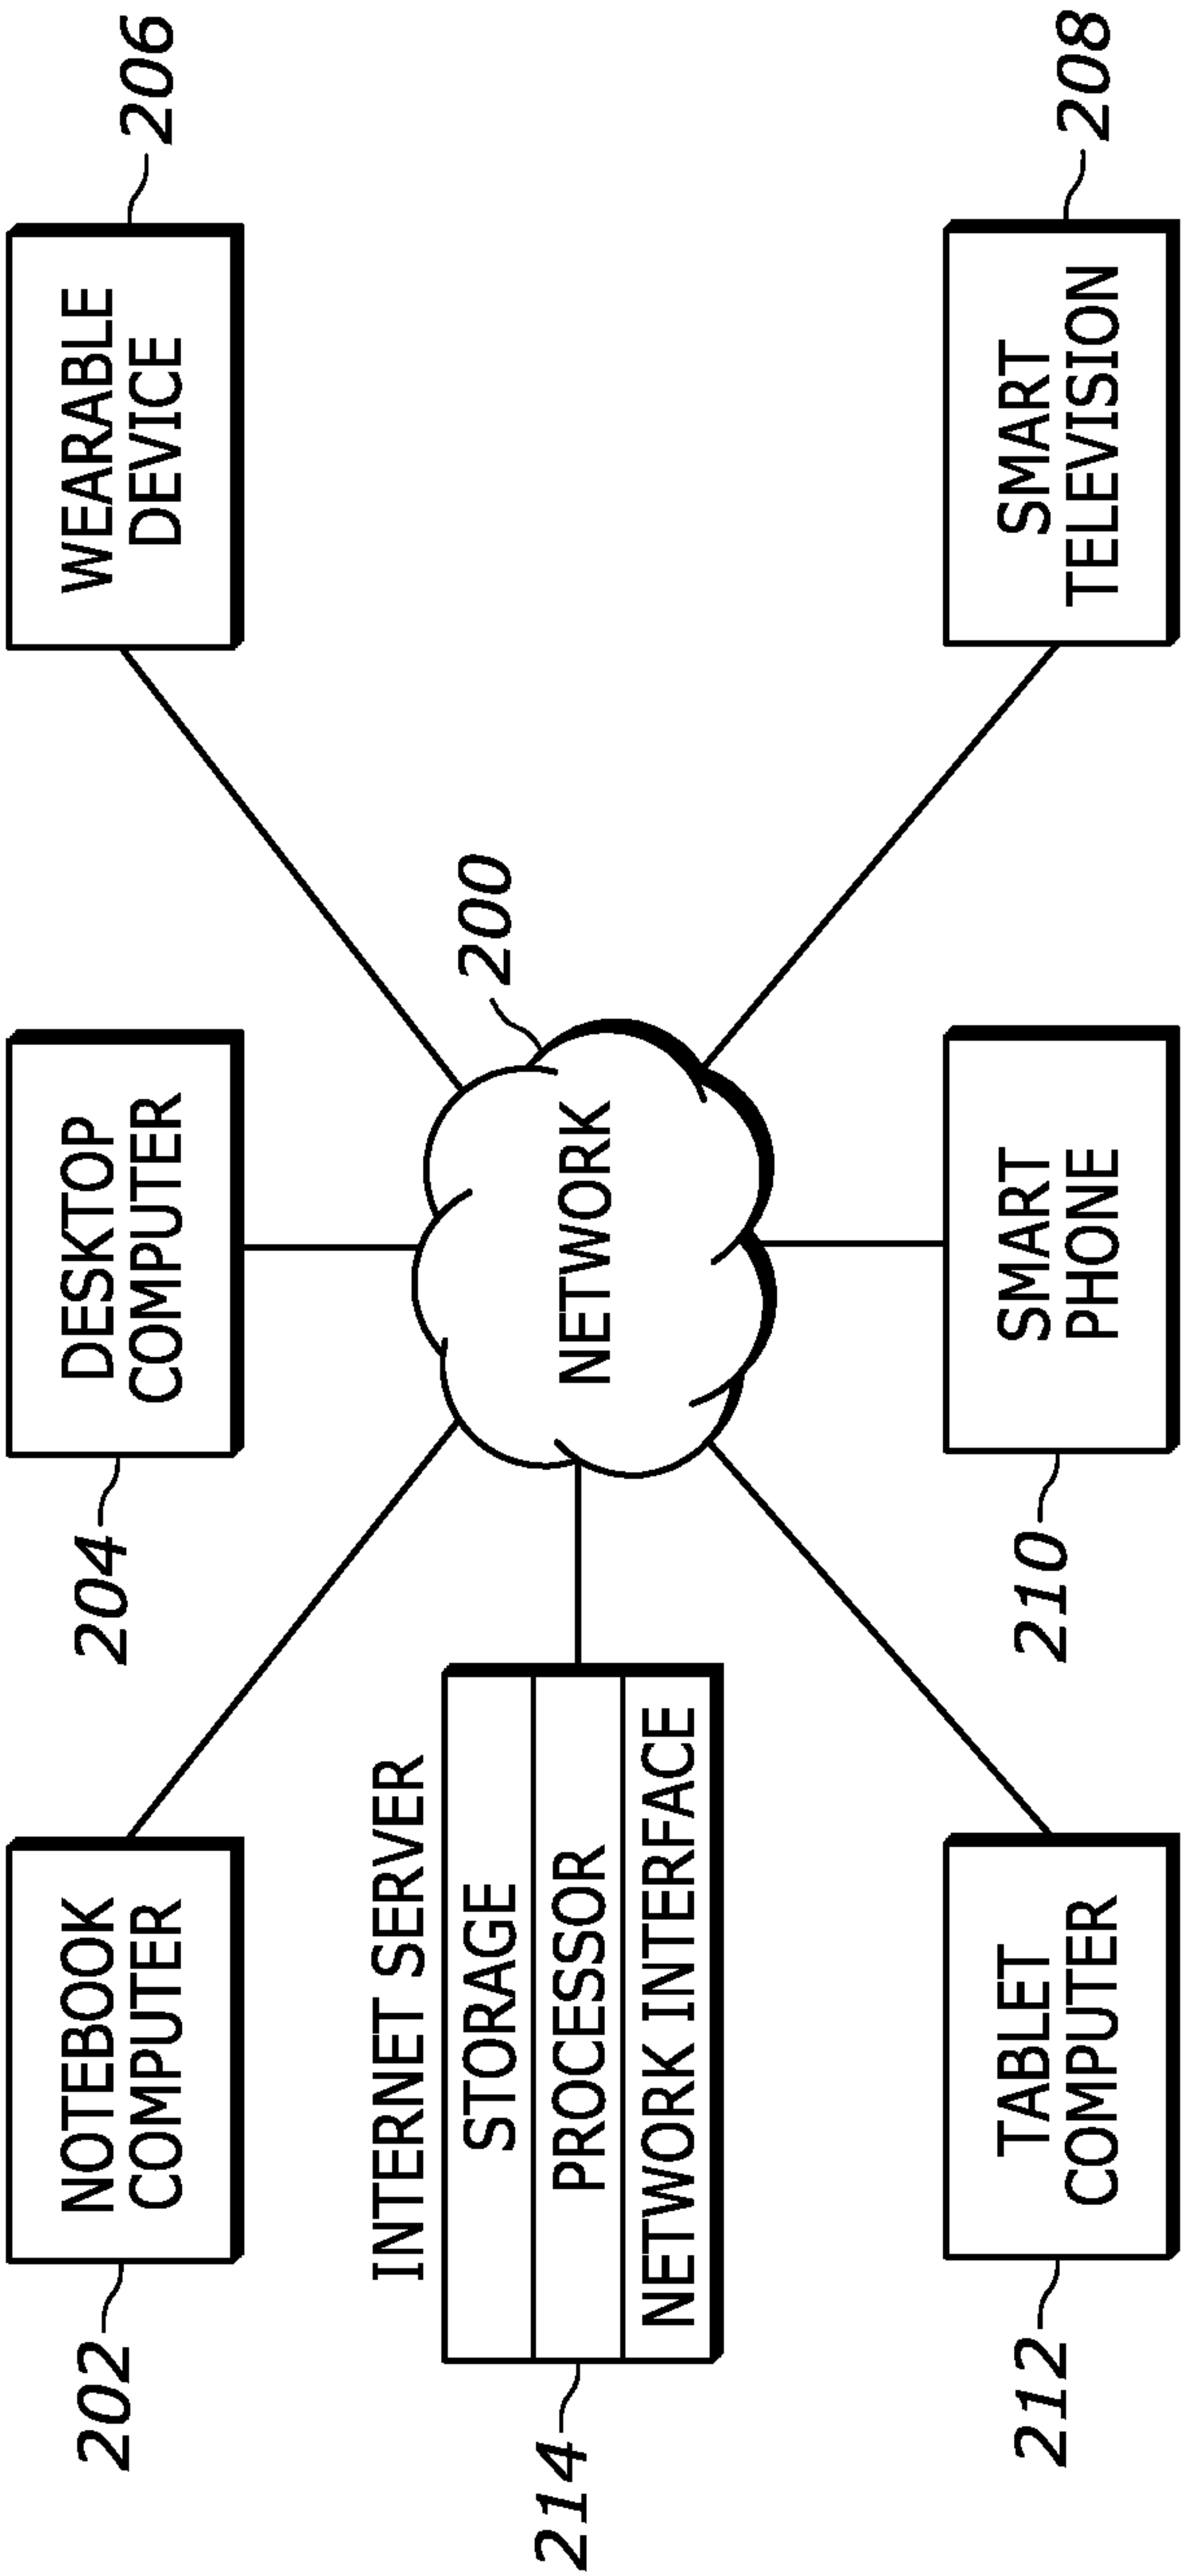 202
NOTEBOOK
COMPUTER
204
DESKTOP
COMPUTER
WEARABLE
DEVICE
206
INTERNET SERVER
214
STORAGE
PROCESSOR
NETWORK INTERFACE
NETWORK
200
212
TABLET
COMPUTER
210
SMART
PHONE
SMART
TELEVISION
208